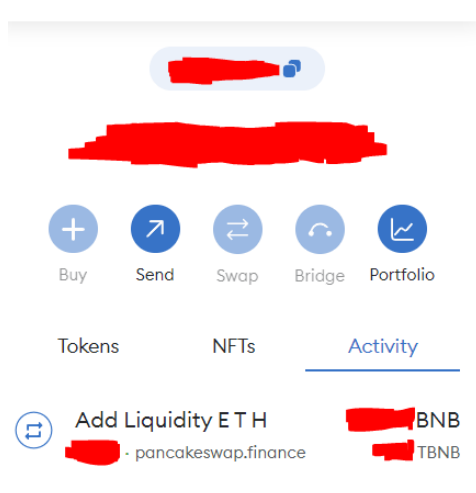 Buy Send Swap Bridge Portfolio
Tokens NFTs Activity
Add Liquidity E T H BNB
· pancakeswap.finance TBNB